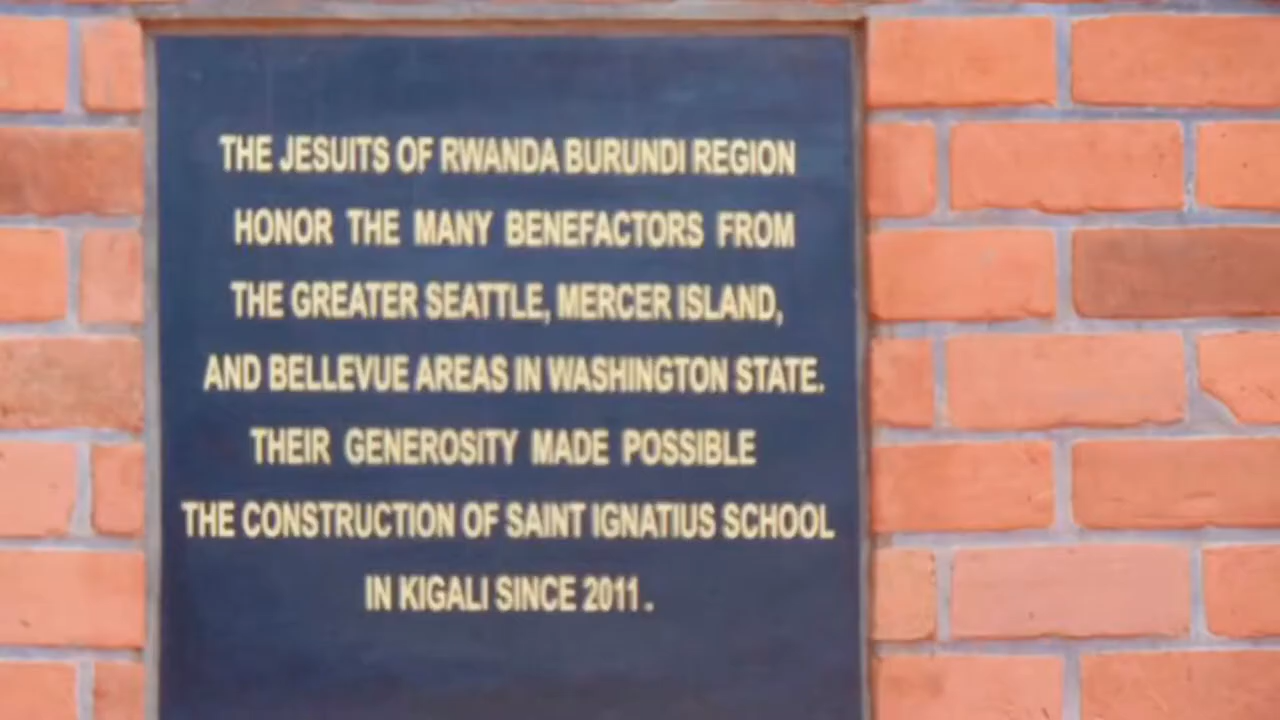 THE JESUITS OF RWANDA BURUNDI REGION
HONOR THE MANY BENEFACTORS FROM
THE GREATER SEATTLE, MERCER ISLAND,
AND BELLEVUE AREAS IN WASHINGTON STATE.
THEIR GENEROSITY MADE POSSIBLE
THE CONSTRUCTION OF SAINT IGNATIUS SCHOOL
IN KIGALI SINCE 2011.